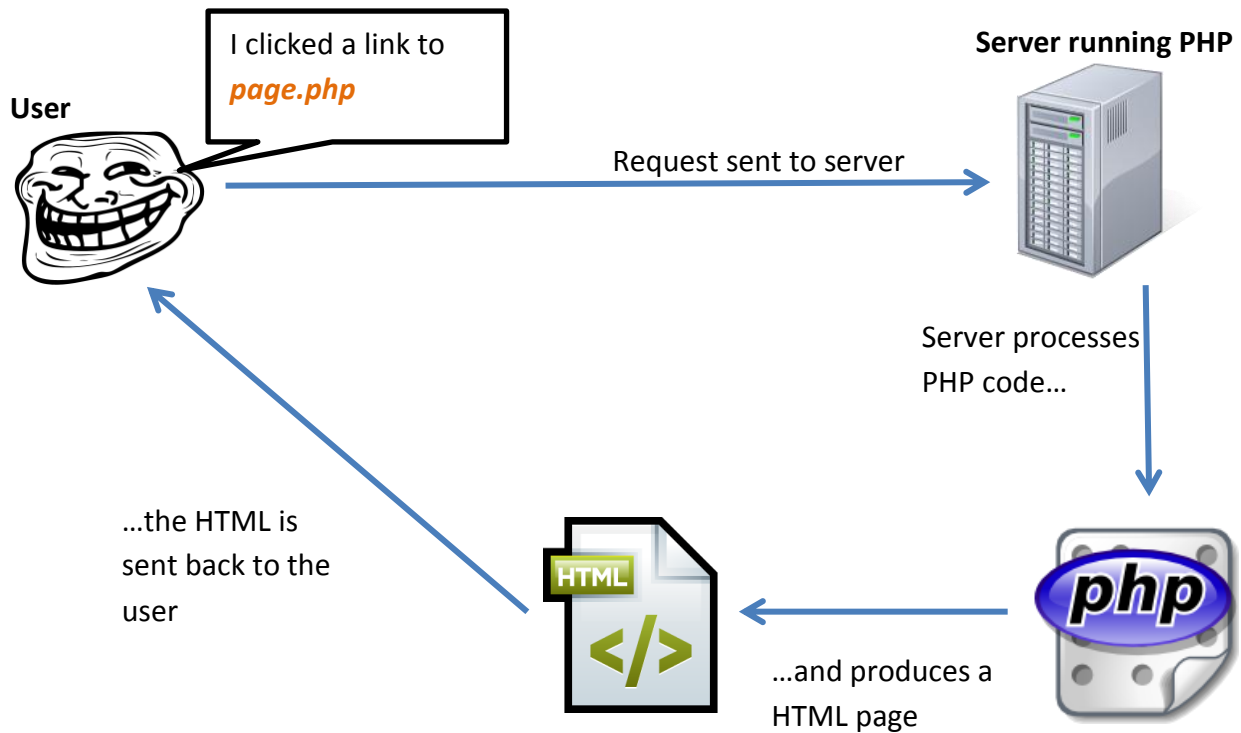 I clicked a link to
page.php
Server running PHP
User
Request sent to server
Server processes
PHP code…
php
…and produces a
HTML page
HTML
</>
…the HTML is
sent back to the
user